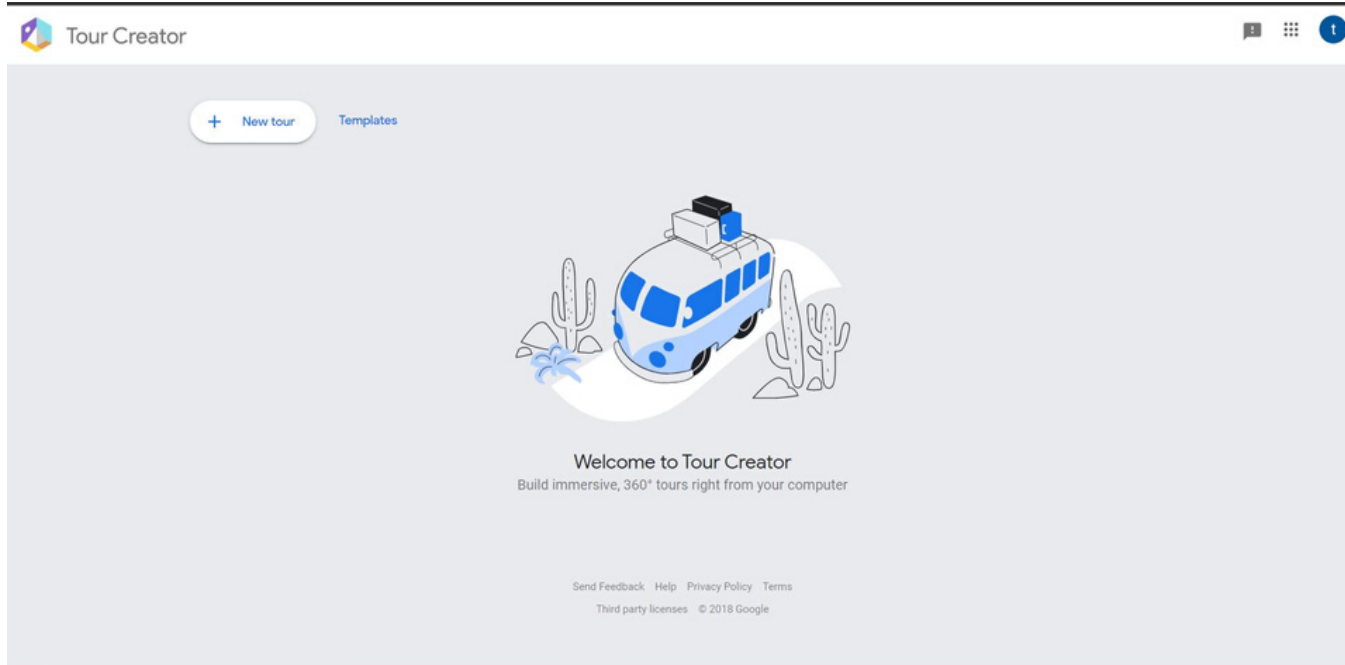 Tour Creator
t
+ New tour Templates
Welcome to Tour Creator
Build immersive, 360° tours right from your computer
Send Feedback Help Privacy Policy Terms
Third party licenses © 2018 Google